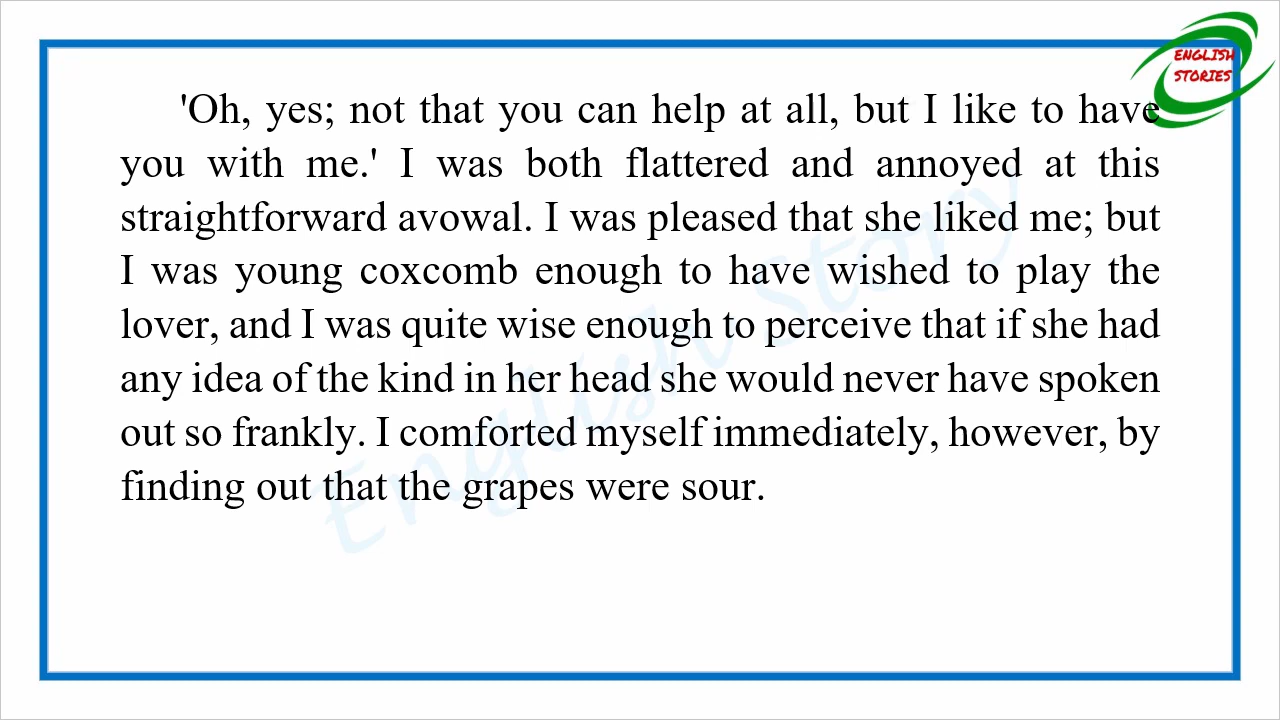 ENGLISH
STORIES
'Oh, yes; not that you can help at all, but I like to have
you with me.' I was both flattered and annoyed at this
straightforward avowal. I was pleased that she liked me; but
I was young coxcomb enough to have wished to play the
lover, and I was quite wise enough to perceive that if she had
any idea of the kind in her head she would never have spoken
out so frankly. I comforted myself immediately, however, by
finding out that the grapes were sour.
English Story